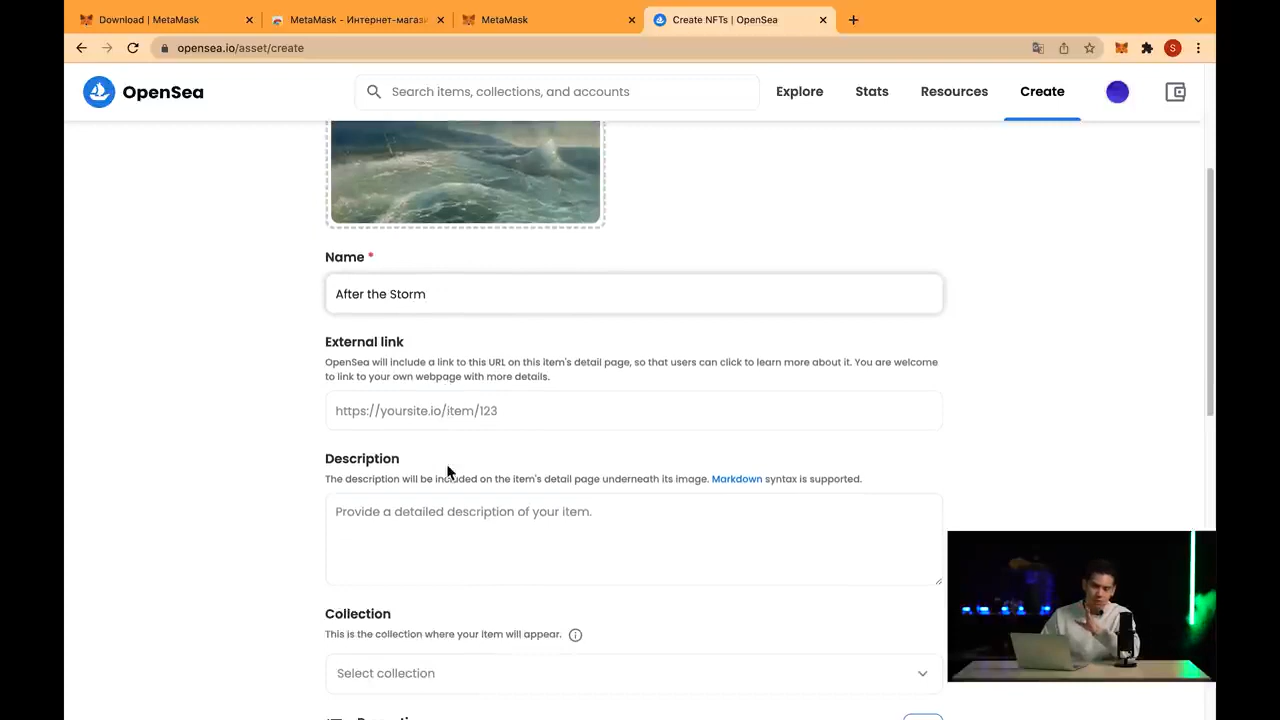 Download | MetaMask
MetaMask - Интернет-магази
MetaMask
Create NFTs | OpenSea
opensea.io/asset/create
S
OpenSea
Search items, collections, and accounts
Explore
Stats
Resources
Create
Name *
After the Storm
External link
OpenSea will include a link to this URL on this item's detail page, so that users can click to learn more about it. You are welcome
to link to your own webpage with more details.
https://yoursite.io/item/123
Description
The description will be included on the item's detail page underneath its image. Markdown syntax is supported.
Provide a detailed description of your item.
Collection
This is the collection where your item will appear.
Select collection